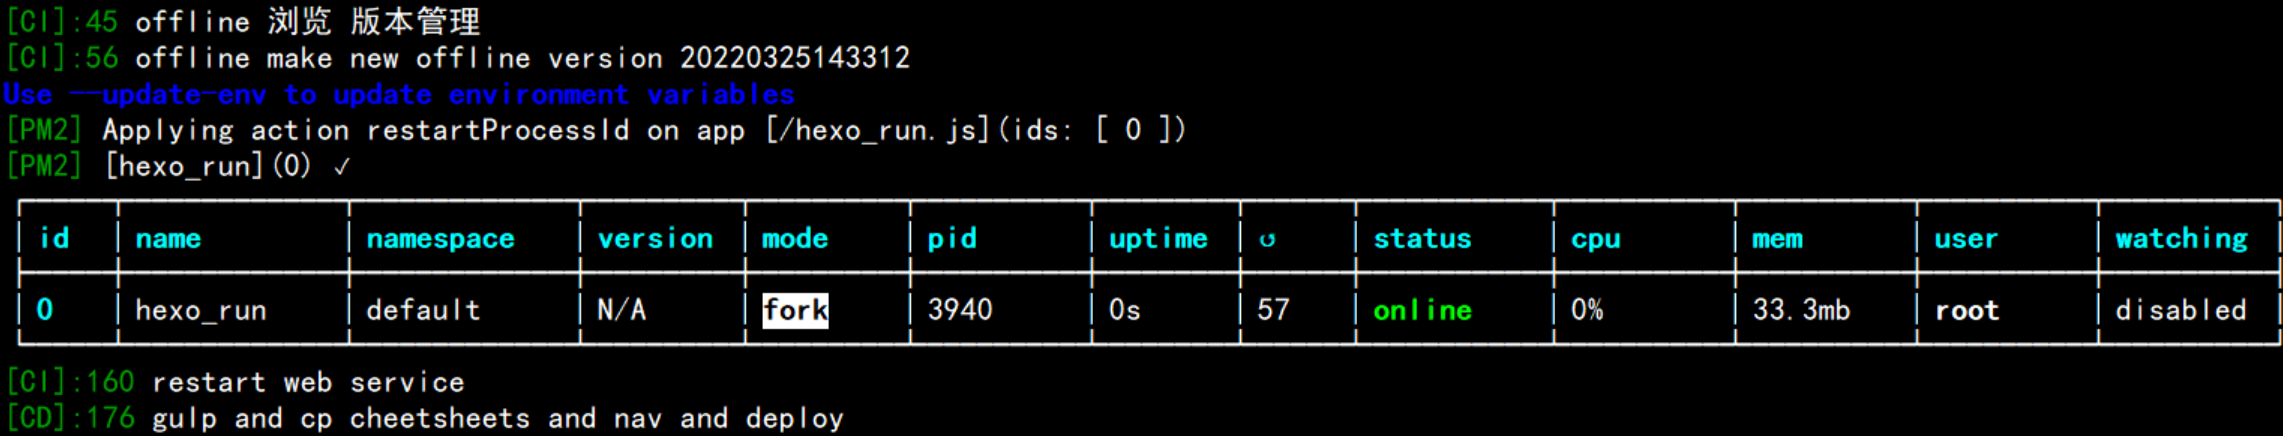 [CI]:45 offline 浏览 版本管理
[CI]:56 offline make new offline version 20220325143312
Use --update-env to update environment variables
[PM2] Applying action restartProcessId on app [/hexo_run.js](ids: [ 0 ])
[PM2] [hexo_run](0) ✓
id name namespace version mode pid uptime ↺ status cpu mem user watching
0 hexo_run default N/A fork 3940 0s 57 online 0% 33.3mb root disabled
[CI]:160 restart web service
[CD]:176 gulp and cp cheetsheets and nav and deploy